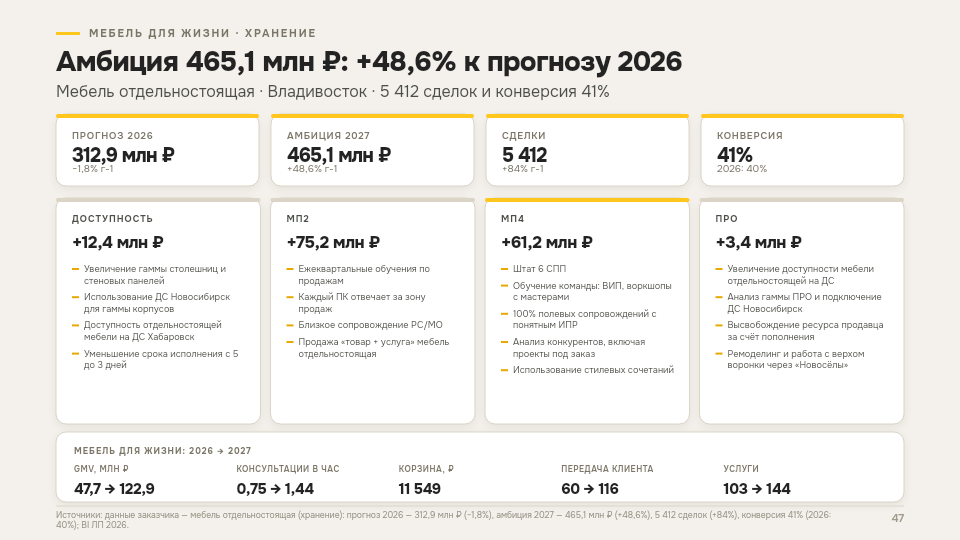 МЕБЕЛЬ ДЛЯ ЖИЗНИ · ХРАНЕНИЕ
Амбиция 465,1 млн ₽: +48,6% к прогнозу 2026
Мебель отдельностоящая · Владивосток · 5 412 сделок и конверсия 41%
ПРОГНОЗ 2026
312,9 млн ₽
−1,8% г-1
АМБИЦИЯ 2027
465,1 млн ₽
+48,6% г-1
СДЕЛКИ
5 412
+84% г-1
КОНВЕРСИЯ
41%
2026: 40%
ДОСТУПНОСТЬ
+12,4 млн ₽
Увеличение гаммы столешниц и
стеновых панелей
Использование ДС Новосибирск
для гаммы корпусов
Доступность отдельностоящей
мебели на ДС Хабаровск
Уменьшение срока исполнения с 5
до 3 дней
МП2
+75,2 млн ₽
Ежеквартальные обучения по
продажам
Каждый ПК отвечает за зону
продаж
Близкое сопровождение РС/МО
Продажа «товар + услуга» мебель
отдельностоящая
МП4
+61,2 млн ₽
Штат 6 СПП
Обучение команды: ВИП, воркшопы
с мастерами
100% полевых сопровождений с
понятным ИПР
Анализ конкурентов, включая
проекты под заказ
Использование стилевых сочетаний
ПРО
+3,4 млн ₽
Увеличение доступности мебели
отдельностоящей на ДС
Анализ гаммы ПРО и подключение
ДС Новосибирск
Высвобождение ресурса продавца
за счёт пополнения
Ремоделинг и работа с верхом
воронки через «Новосёлы»
МЕБЕЛЬ ДЛЯ ЖИЗНИ: 2026 → 2027
GMV, МЛН ₽
47,7 → 122,9
КОНСУЛЬТАЦИИ В ЧАС
0,75 → 1,44
КОРЗИНА, ₽
11 549
ПЕРЕДАЧА КЛИЕНТА
60 → 116
УСЛУГИ
103 → 144
Источники: данные заказчика — мебель отдельностоящая (хранение): прогноз 2026 — 312,9 млн ₽ (−1,8%), амбиция 2027 — 465,1 млн ₽ (+48,6%), 5 412 сделок (+84%), конверсия 41% (2026:
40%); BI ЛП 2026.
47